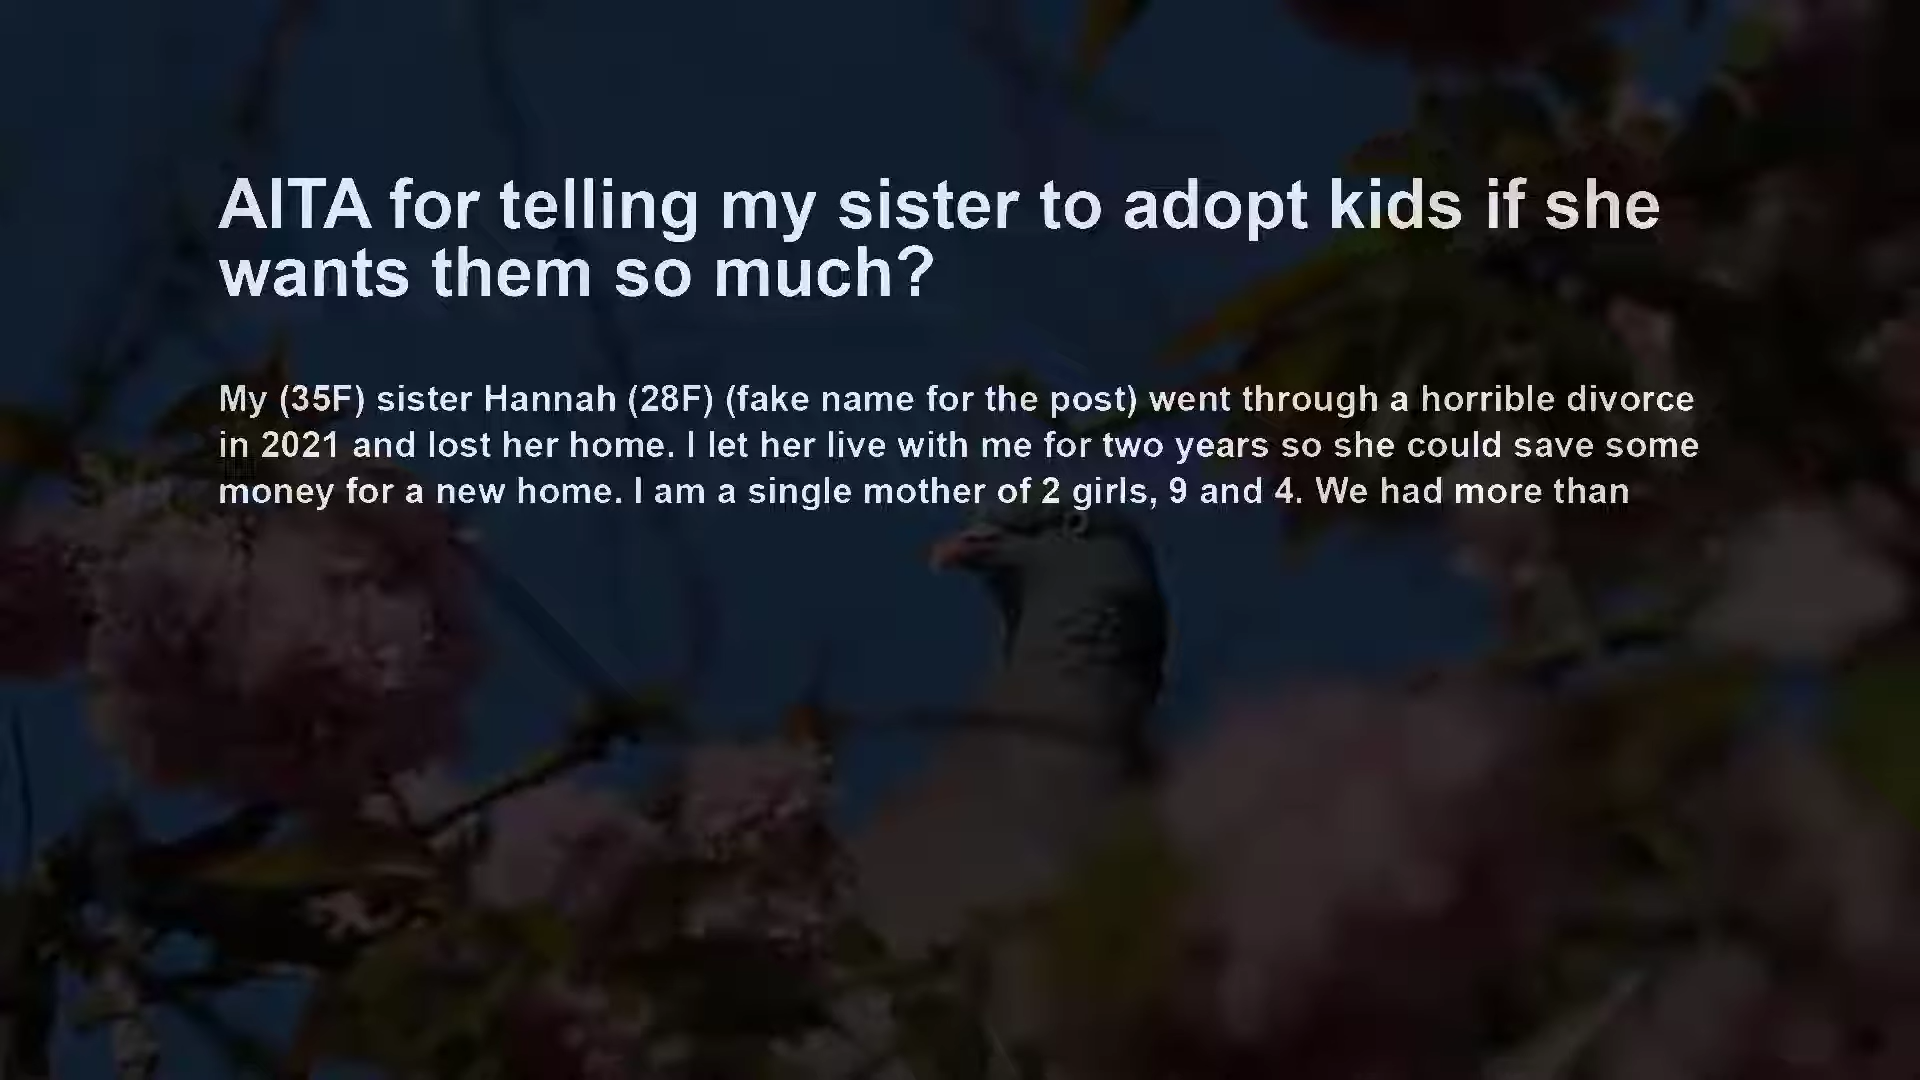 AITA for telling my sister to adopt kids if she
wants them so much?
My (35F) sister Hannah (28F) (fake name for the post) went through a horrible divorce
in 2021 and lost her home. I let her live with me for two years so she could save some
money for a new home. I am a single mother of 2 girls, 9 and 4. We had more than